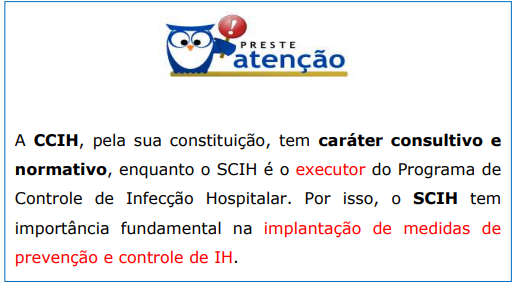 PRESTE
atenção
A CCIH, pela sua constituição, tem caráter consultivo e
normativo, enquanto o SCIH é o executor do Programa de
Controle de Infecção Hospitalar. Por isso, o SCIH tem
importância fundamental na implantação de medidas de
prevenção e controle de IH.